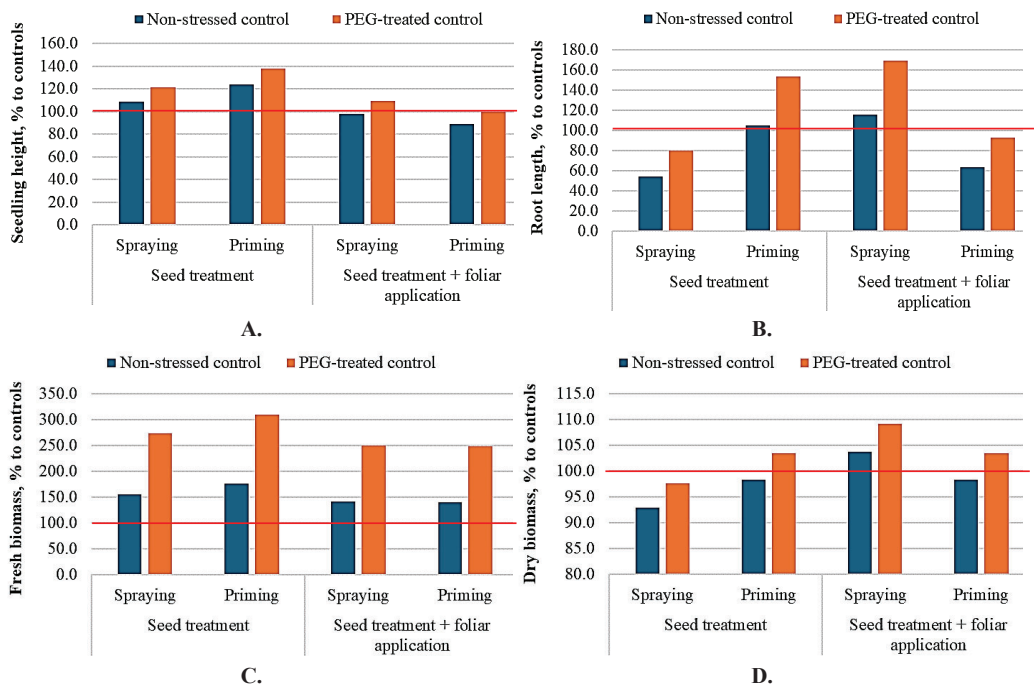 Non-stressed control PEG-treated control
Seedling height, % to controls
160.0
140.0
120.0
100.0
80.0
60.0
40.0
20.0
0.0
Spraying Priming Spraying Priming
Seed treatment Seed treatment + foliar
application
A.
Non-stressed control PEG-treated control
Root length, % to controls
180.0
160.0
140.0
120.0
100.0
80.0
60.0
40.0
20.0
0.0
Spraying Priming Spraying Priming
Seed treatment Seed treatment + foliar
application
B.
Non-stressed control PEG-treated control
Fresh biomass, % to controls
350.0
300.0
250.0
200.0
150.0
100.0
50.0
0.0
Spraying Priming Spraying Priming
Seed treatment Seed treatment + foliar
application
C.
Non-stressed control PEG-treated control
Dry biomass, % to controls
115.0
110.0
105.0
100.0
95.0
90.0
85.0
80.0
Spraying Priming Spraying Priming
Seed treatment Seed treatment + foliar
application
D.